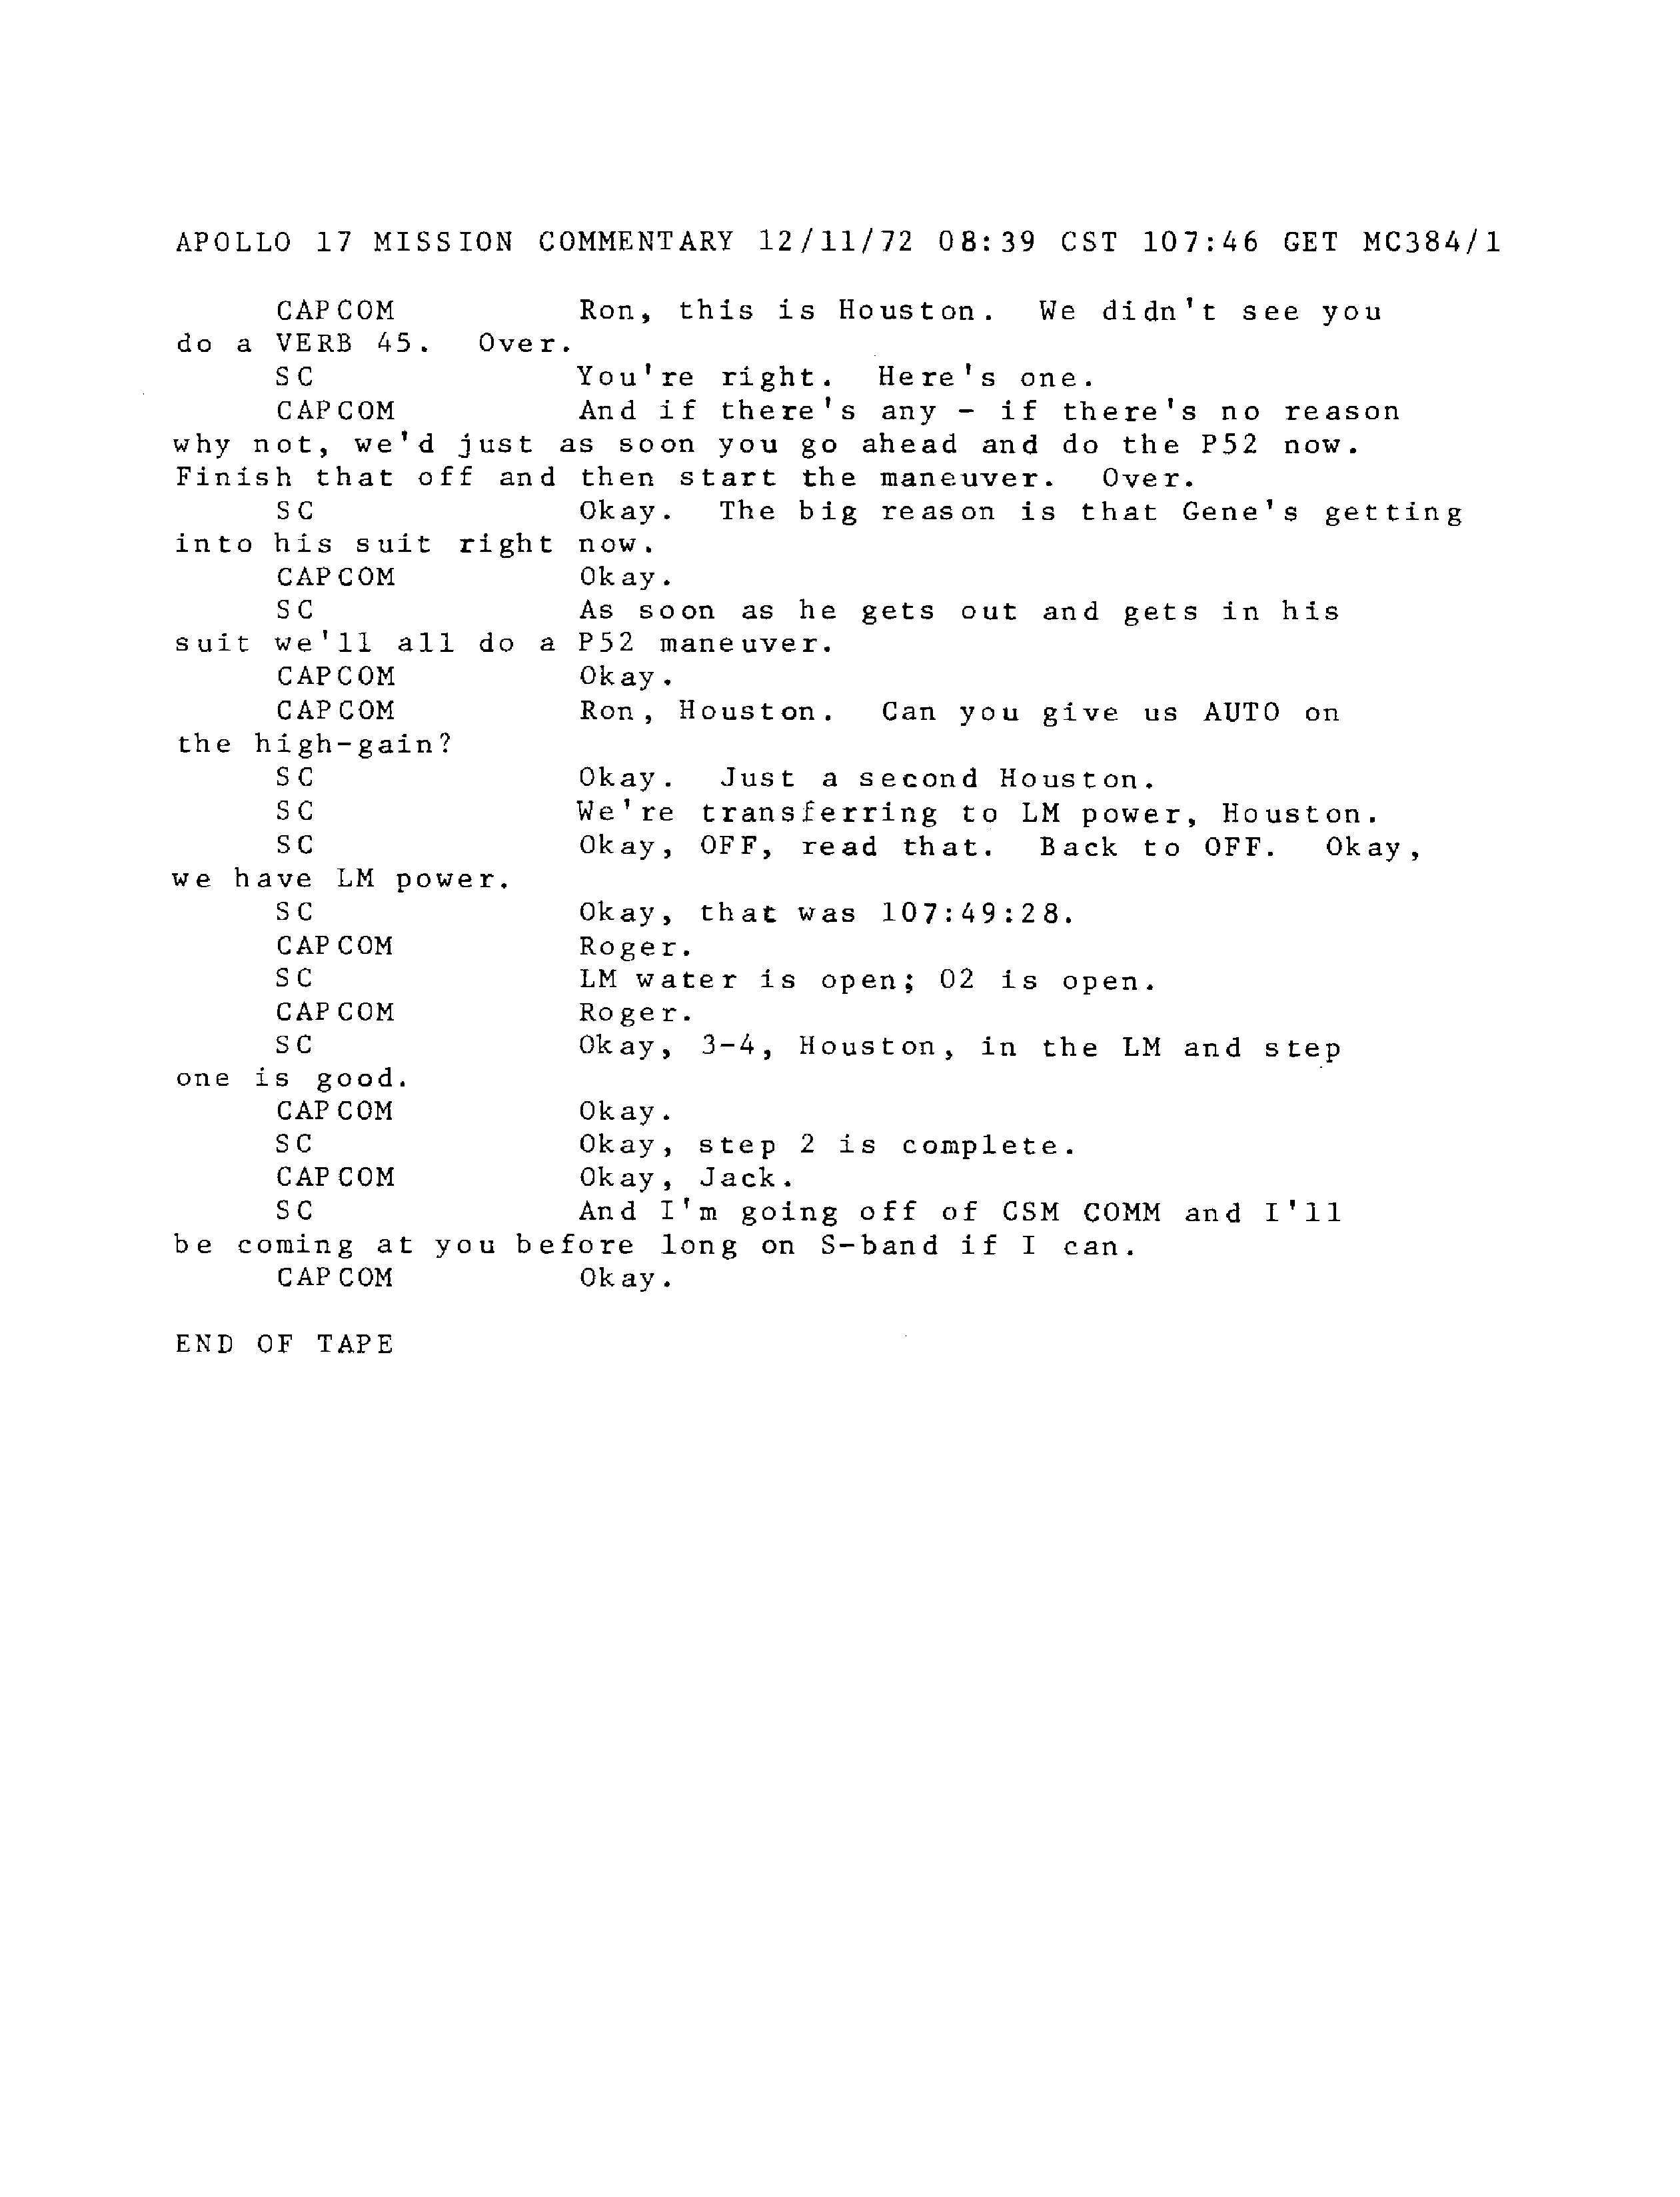 APOLLO 17 MISSION COMMENTARY 12/11/72 08:39 CST 107:46 GET MC384/1
CAPCOM Ron, this is Houston. We didn't see you
do a VERB 45. Over.
SC You're right. Here's one.
CAPCOM And if there's any - if there's no reason
why not, we'd just as soon you go ahead and do the P52 now.
Finish that off and then start the maneuver. Over.
SC Okay. The big reason is that Gene's getting
into his suit right now.
CAPCOM Okay.
SC As soon as he gets out and gets in his
suit we'll all do a P52 maneuver.
CAPCOM Okay.
CAPCOM Ron, Houston. Can you give us AUTO on
the high-gain?
SC Okay. Just a second Houston.
SC We're transferring to LM power, Houston.
SC Okay, OFF, read that. Back to OFF. Okay,
we have LM power.
SC Okay, that was 107:49:28.
CAPCOM Roger.
SC LM water is open; O2 is open.
CAPCOM Roger.
SC Okay, 3-4, Houston, in the LM and step
one is good.
CAPCOM Okay.
SC Okay, step 2 is complete.
CAPCOM Okay, Jack.
SC And I'm going off of CSM COMM and I'll
be coming at you before long on S-band if I can.
CAPCOM Okay.
END OF TAPE